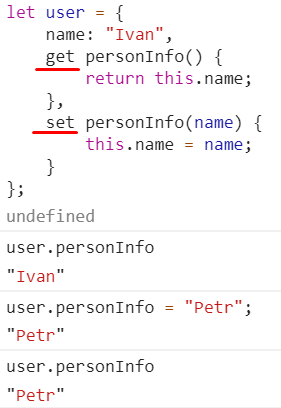 let user = {
    name: "Ivan",
    get personInfo() {
        return this.name;
    },
    set personInfo(name) {
        this.name = name;
    }
};
undefined
user.personInfo
"Ivan"
user.personInfo = "Petr";
"Petr"
user.personInfo
"Petr"